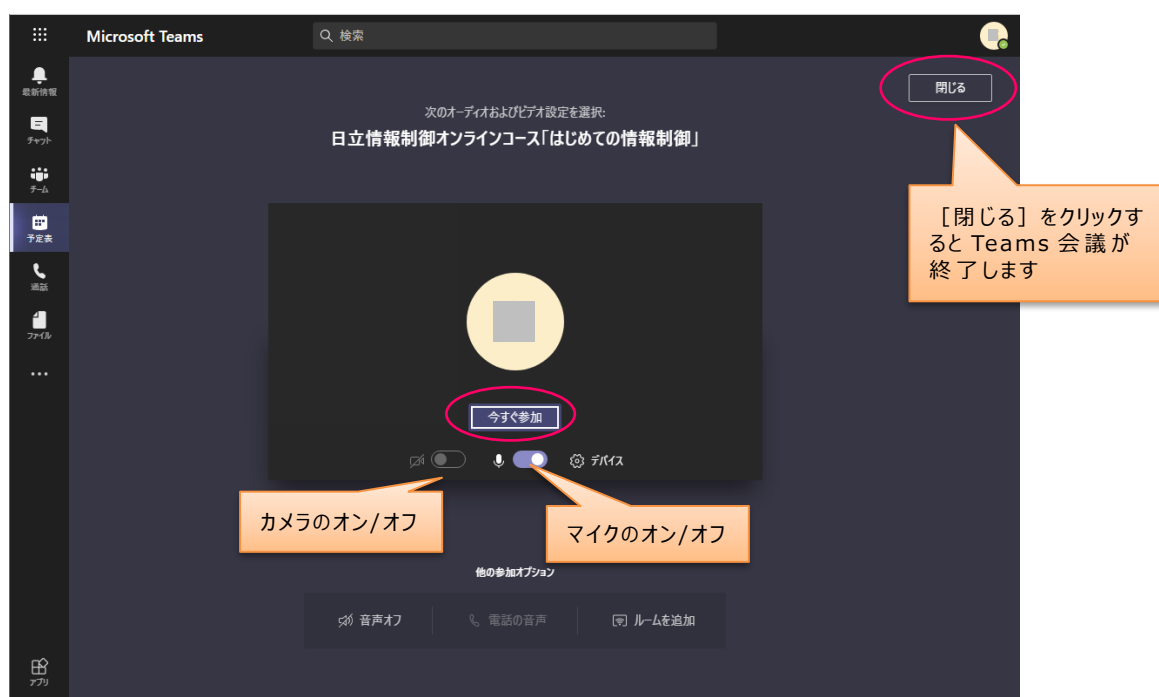 Microsoft Teams
検索
最新情報
チャット
チーム
予定表
通話
ファイル
アプリ
閉じる
次のオーディオおよびビデオ設定を選択:
日立情報制御オンラインコース「はじめての情報制御」
［閉じる］をクリックす
ると Teams 会議が
終了します
今すぐ参加
デバイス
カメラのオン/オフ
マイクのオン/オフ
他の参加オプション
音声オフ
電話の音声
ルームを追加